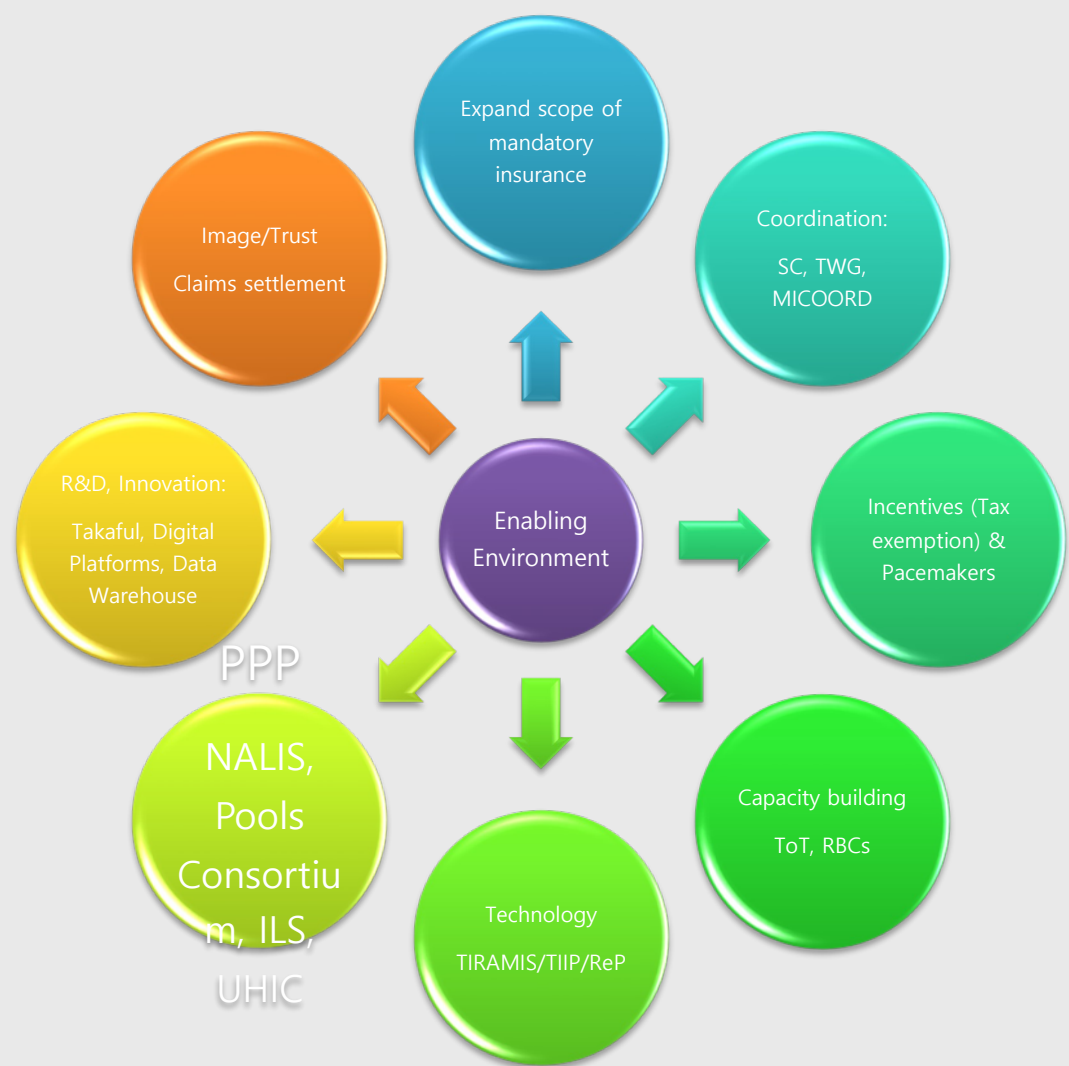 Expand scope of
mandatory
insurance
Coordination:
SC, TWG,
MICOORD
Incentives (Tax
exemption) &
Pacemakers
Capacity building
ToT, RBCs
Technology
TIRAMIS/TIIP/ReP
PPP
NALIS,
Pools
Consortiu
m, ILS,
UHIC
R&D, Innovation:
Takaful, Digital
Platforms, Data
Warehouse
Image/Trust
Claims settlement
Enabling
Environment